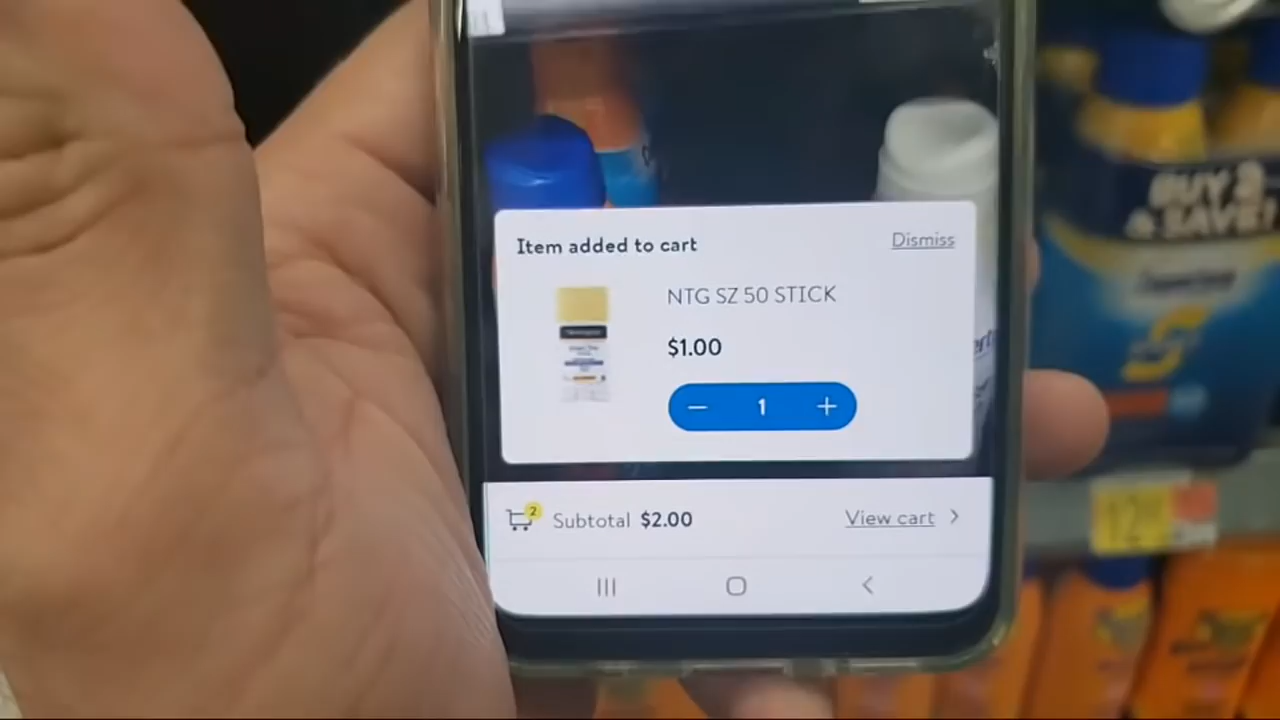 Item added to cart
Dismiss
NTG SZ 50 STICK
$1.00
1
2
Subtotal $2.00
View cart
BUY 2
& SAVE!